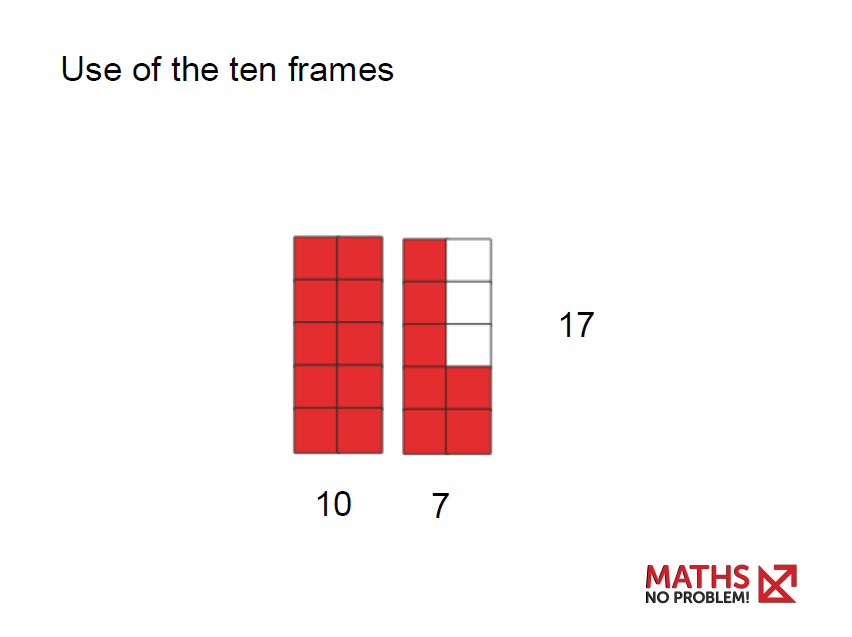 Use of the ten frames
17
10 7
MATHS
NO PROBLEM!